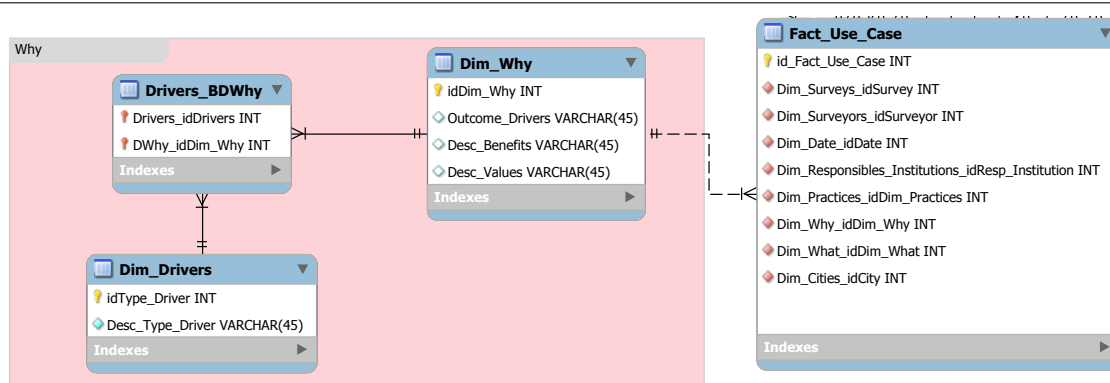 Why
Drivers_BDWhy
Drivers_idDrivers INT
DWhy_idDim_Why INT
Indexes
Dim_Why
idDim_Why INT
Outcome_Drivers VARCHAR(45)
Desc_Benefits VARCHAR(45)
Desc_Values VARCHAR(45)
Indexes
Dim_Drivers
idType_Driver INT
Desc_Type_Driver VARCHAR(45)
Indexes
Fact_Use_Case
id_Fact_Use_Case INT
Dim_Surveys_idSurvey INT
Dim_Surveyors_idSurveyor INT
Dim_Date_idDate INT
Dim_Responsibles_Institutions_idResp_Institution INT
Dim_Practices_idDim_Practices INT
Dim_Why_idDim_Why INT
Dim_What_idDim_What INT
Dim_Cities_idCity INT
Indexes